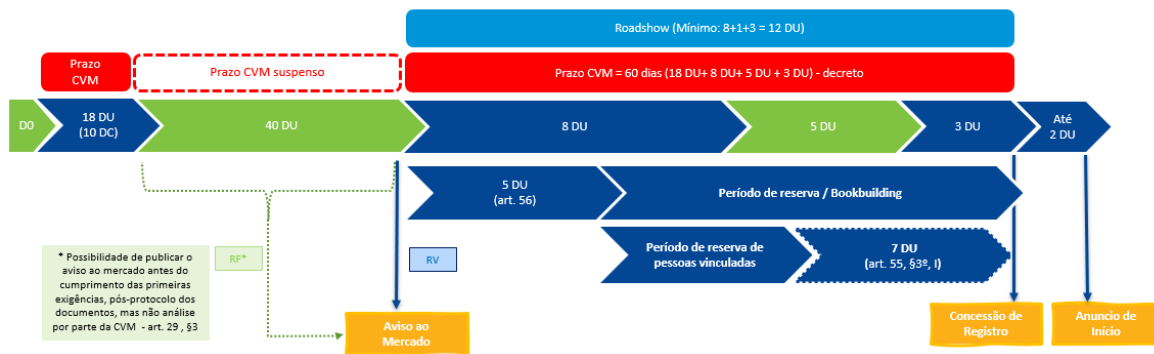 Roadshow (Mínimo: 8+1+3 = 12 DU)
Prazo
CVM
Prazo CVM suspenso
Prazo CVM = 60 dias (18 DU+ 8 DU+ 5 DU + 3 DU) - decreto
D0
18 DU
(10 DC)
40 DU
8 DU
5 DU
3 DU
Até
2 DU
5 DU
(art. 56)
Período de reserva / Bookbuilding
Período de reserva de
pessoas vinculadas
7 DU
(art. 55, §3º, I)
* Possibilidade de publicar o
aviso ao mercado antes do
cumprimento das primeiras
exigências, pós-protocolo dos
documentos, mas não análise
por parte da CVM - art. 29 , §3
RF*
RV
Aviso ao
Mercado
Concessão de
Registro
Anuncio de
Início